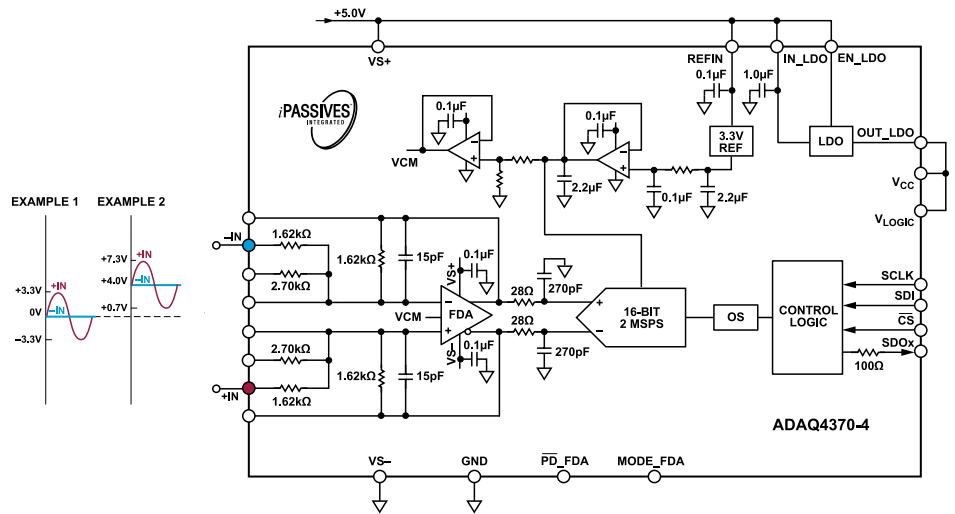 +5.0V
VS+
REFIN
IN_LDO
EN_LDO
0.1µF
1.0µF
iPASSIVES
INTEGRATED
0.1µF
0.1µF
3.3V
REF
LDO
OUT_LDO
VCM
−
+
−
+
2.2µF
0.1µF
2.2µF
VCC
VLOGIC
EXAMPLE 1
EXAMPLE 2
+7.3V
+IN
+4.0V
−IN
+3.3V
+IN
+0.7V
0V
−IN
−3.3V
−IN
1.62kΩ
1.62kΩ
15pF
2.70kΩ
VS+
0.1µF
28Ω
270pF
−
FDA
+
VCM
28Ω
+
−
16-BIT
2 MSPS
OS
CONTROL
LOGIC
SCLK
SDI
CS
SDOx
100Ω
2.70kΩ
1.62kΩ
15pF
VS−
0.1µF
270pF
+IN
1.62kΩ
ADAQ4370-4
VS−
GND
PD_FDA
MODE_FDA